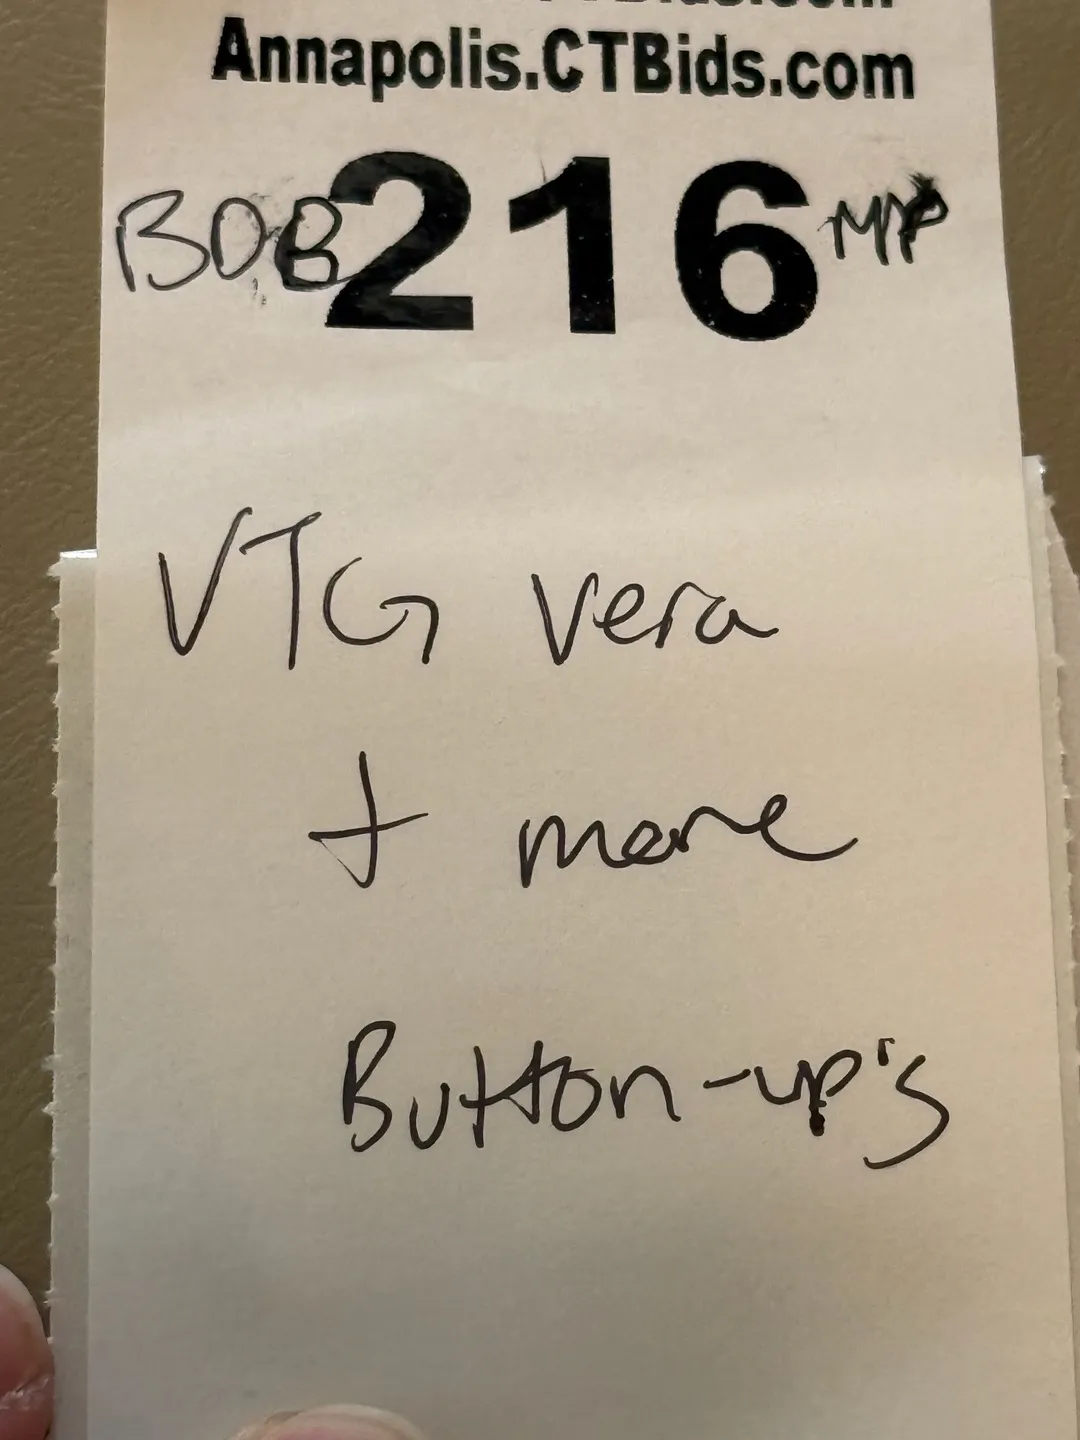 Annapolis.CTBids.com
BOB 216 MP
VTG vera
+ more
Button-up's